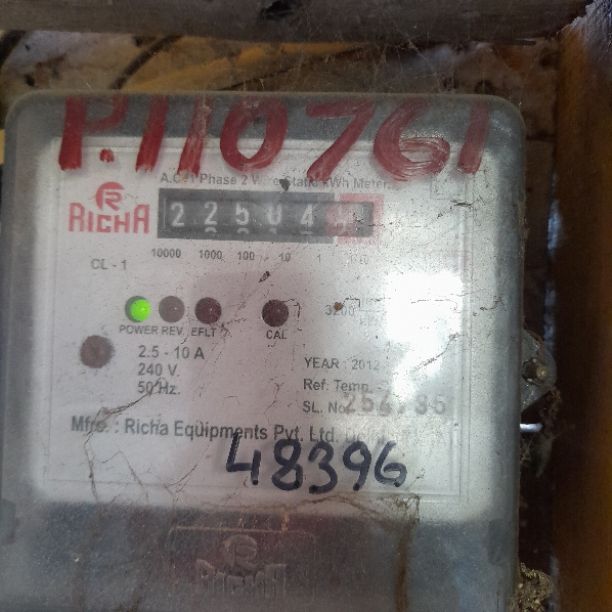 P.110761
A.C. 1 Phase 2 Wire Static kWh Meter
RICHA
22504
10000 1000 100 10 1
CL - 1
3200
POWER REV. EFLT CAL
2.5 - 10 A
240 V.
50 Hz.
YEAR : 2012
Ref. Temp.
SL. No.
Mfrs. : Richa Equipments Pvt. Ltd.
48396
RICHA